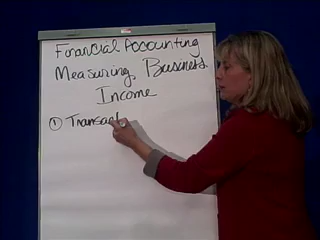 Financial Accounting
Measuring Business
Income
① Transact